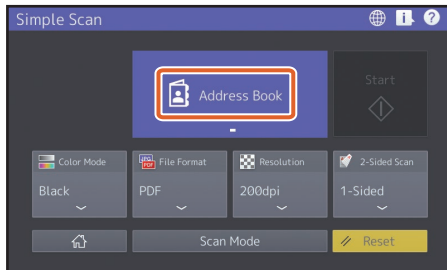 Simple Scan
Address Book
Start
Color Mode
File Format
Resolution
2-Sided Scan
Black
PDF
200dpi
1-Sided
Scan Mode
Reset